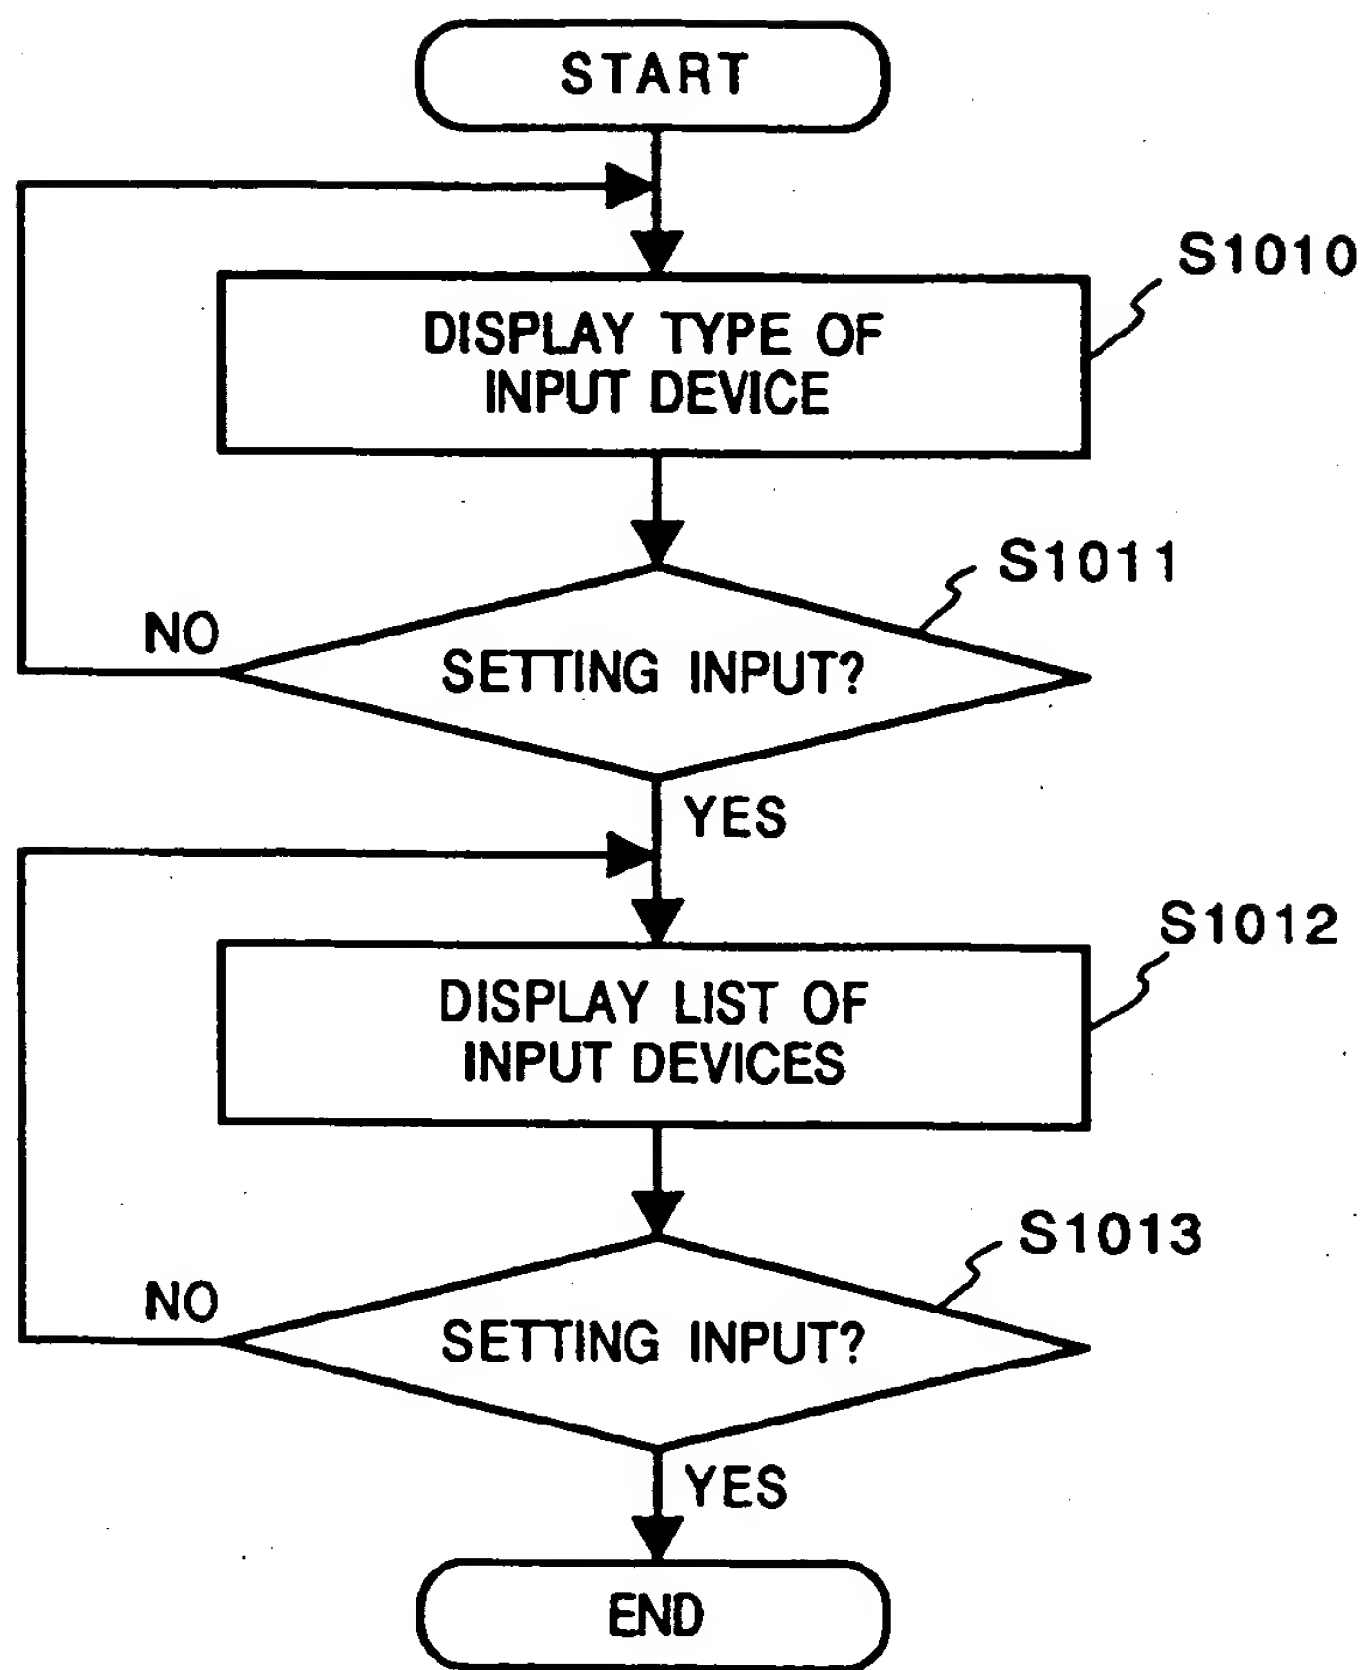 START
S1010
DISPLAY TYPE OF
INPUT DEVICE
S1011
NO
SETTING INPUT?
YES
S1012
DISPLAY LIST OF
INPUT DEVICES
S1013
NO
SETTING INPUT?
YES
END